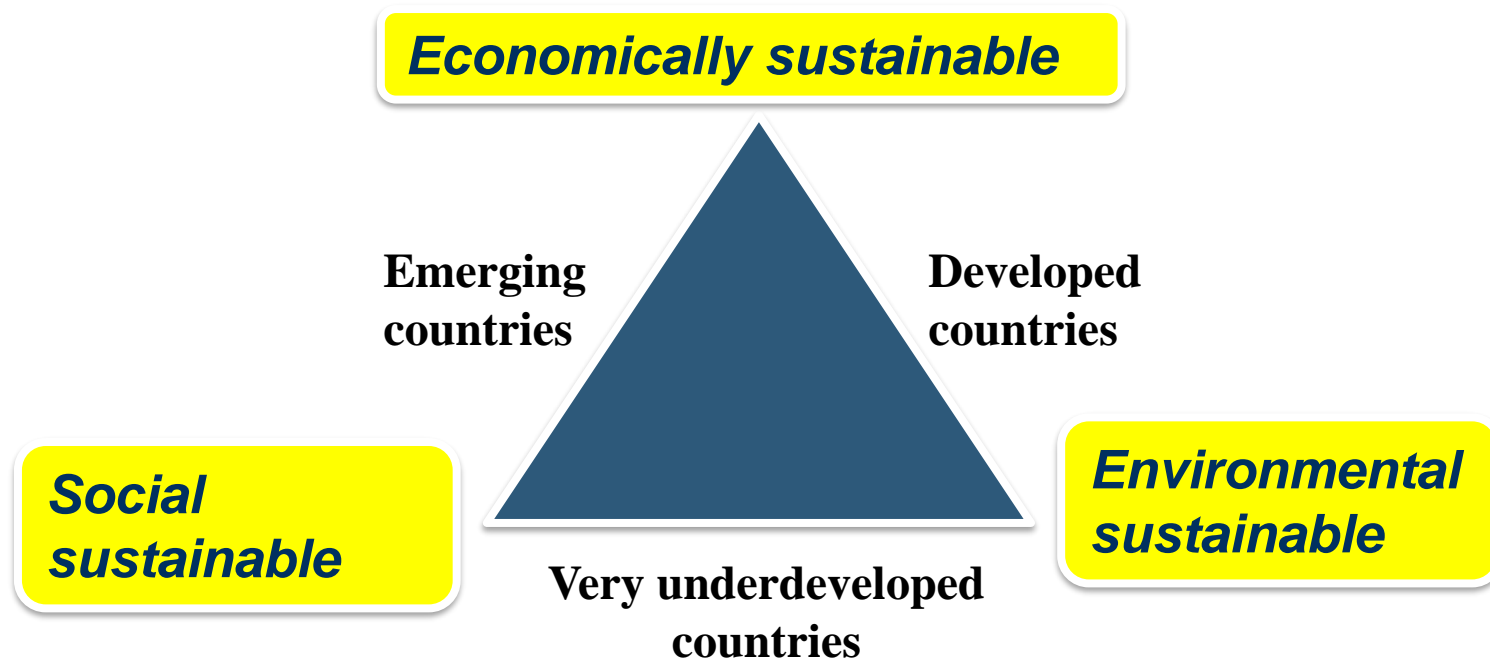 Economically sustainable
Emerging
countries
Developed
countries
Social
sustainable
Environmental
sustainable
Very underdeveloped
countries